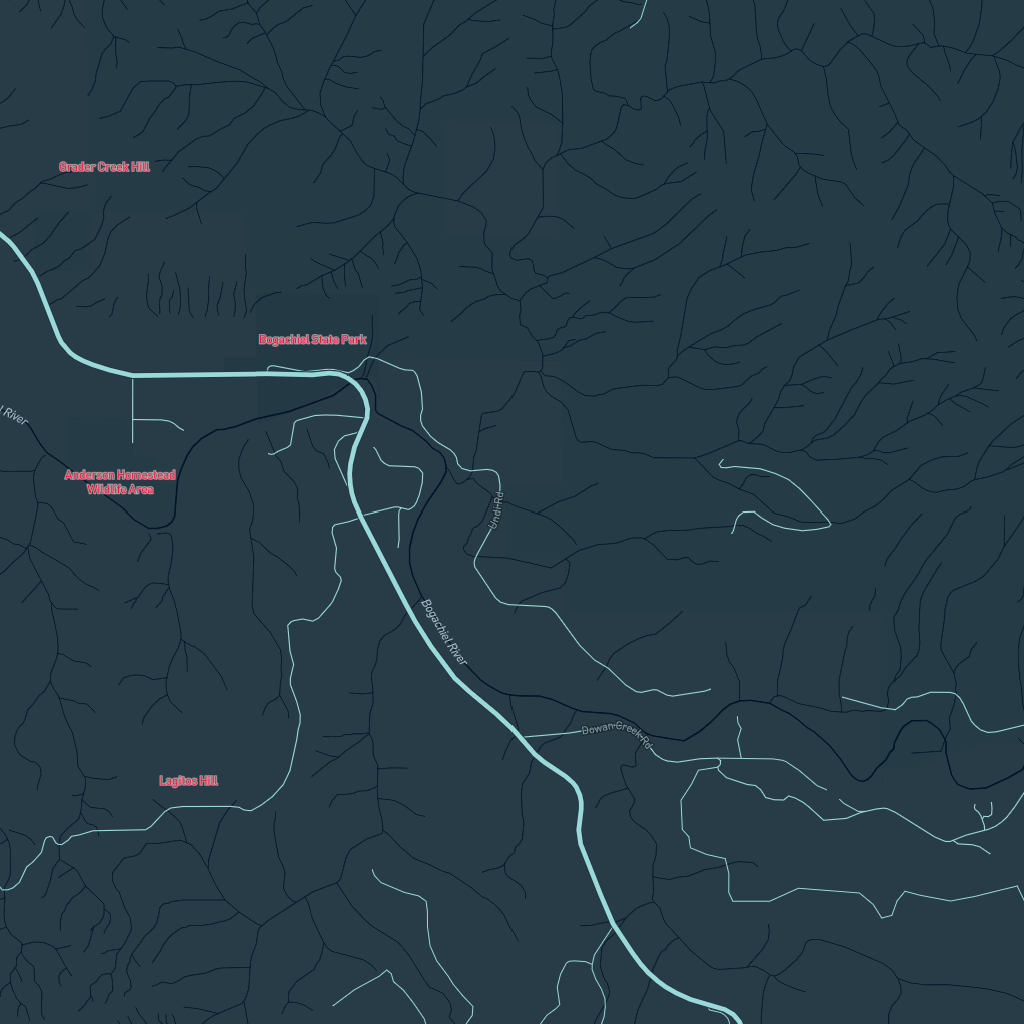 Grader Creek Hill
Bogachiel State Park
River
Anderson Homestead
Wildlife Area
Undi Rd
Bogachiel River
Dowan Creek Rd
Lagitos Hill